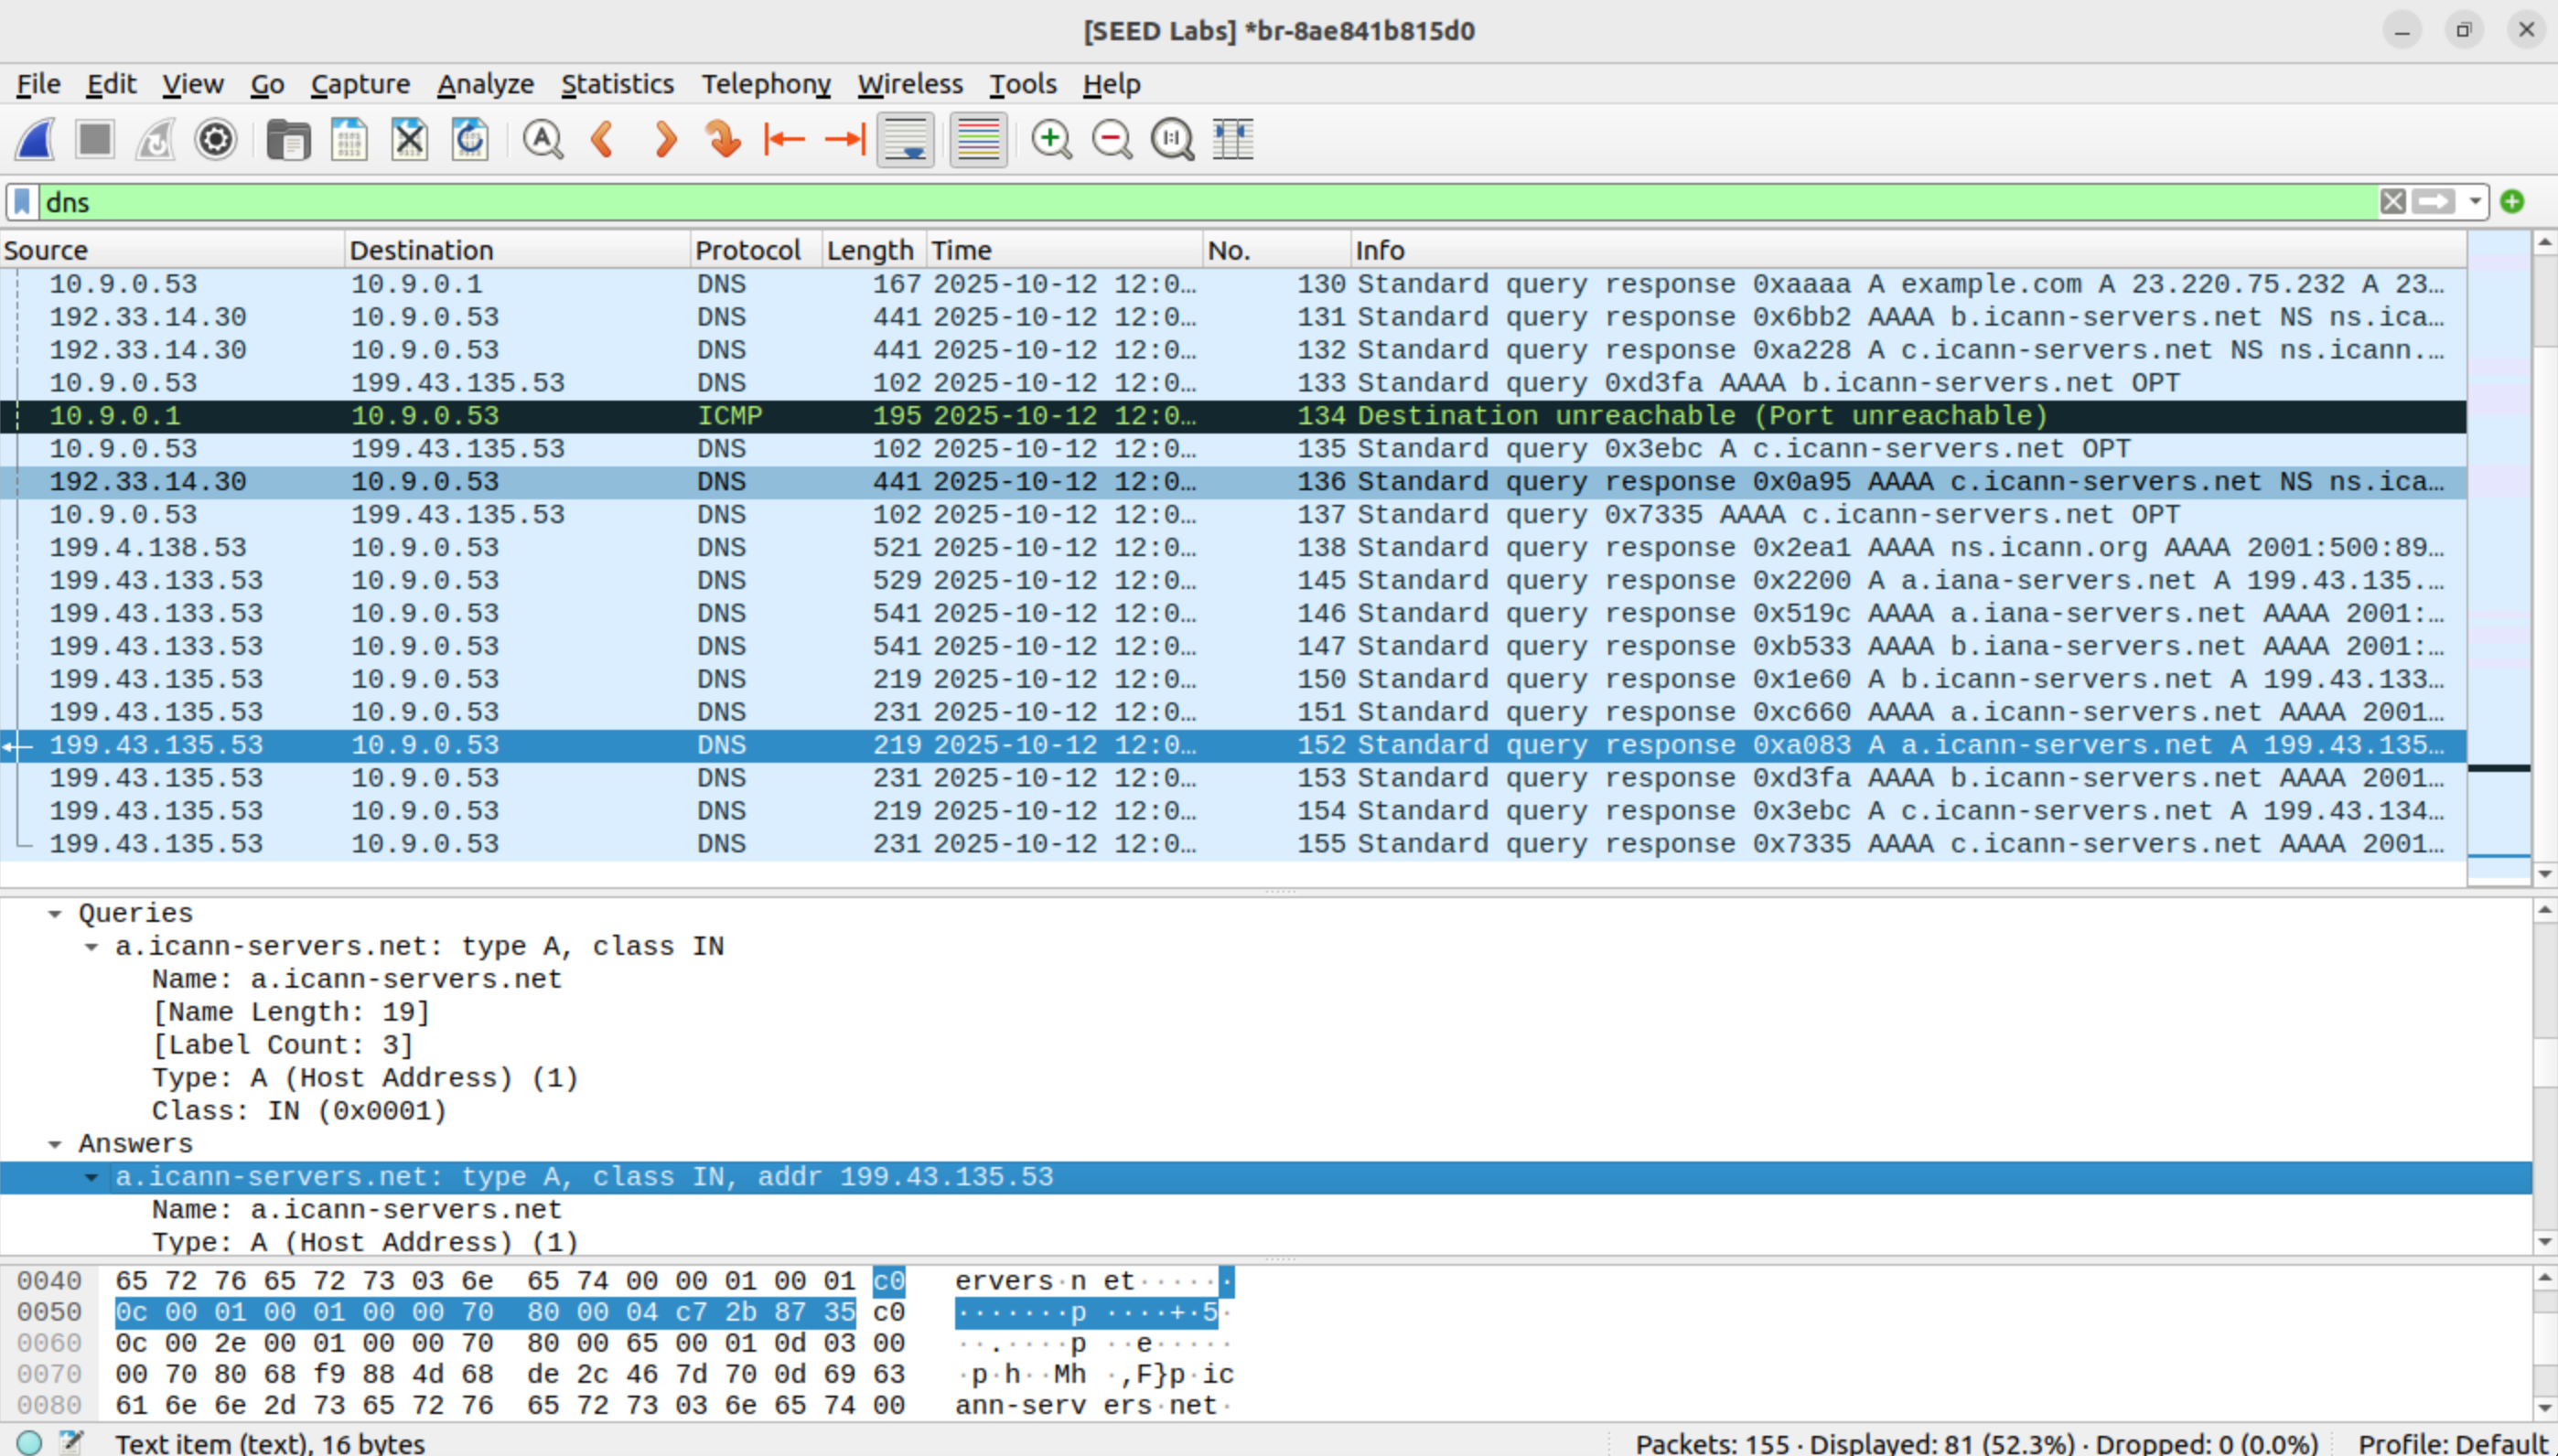 [SEED Labs] *br-8ae841b815d0
File Edit View Go Capture Analyze Statistics Telephony Wireless Tools Help
dns
Source Destination Protocol Length Time No. Info
10.9.0.53 10.9.0.1 DNS 167 2025-10-12 12:0… 130 Standard query response 0xaaaa A example.com A 23.220.75.232 A 23…
192.33.14.30 10.9.0.53 DNS 441 2025-10-12 12:0… 131 Standard query response 0x6bb2 AAAA b.icann-servers.net NS ns.ica…
192.33.14.30 10.9.0.53 DNS 441 2025-10-12 12:0… 132 Standard query response 0xa228 A c.icann-servers.net NS ns.icann.…
10.9.0.53 199.43.135.53 DNS 102 2025-10-12 12:0… 133 Standard query 0xd3fa AAAA b.icann-servers.net OPT
10.9.0.1 10.9.0.53 ICMP 195 2025-10-12 12:0… 134 Destination unreachable (Port unreachable)
10.9.0.53 199.43.135.53 DNS 102 2025-10-12 12:0… 135 Standard query 0x3ebc A c.icann-servers.net OPT
192.33.14.30 10.9.0.53 DNS 441 2025-10-12 12:0… 136 Standard query response 0x0a95 AAAA c.icann-servers.net NS ns.ica…
10.9.0.53 199.43.135.53 DNS 102 2025-10-12 12:0… 137 Standard query 0x7335 AAAA c.icann-servers.net OPT
199.4.138.53 10.9.0.53 DNS 521 2025-10-12 12:0… 138 Standard query response 0x2ea1 AAAA ns.icann.org AAAA 2001:500:89…
199.43.133.53 10.9.0.53 DNS 529 2025-10-12 12:0… 145 Standard query response 0x2200 A a.iana-servers.net A 199.43.135.…
199.43.133.53 10.9.0.53 DNS 541 2025-10-12 12:0… 146 Standard query response 0x519c AAAA a.iana-servers.net AAAA 2001:…
199.43.133.53 10.9.0.53 DNS 541 2025-10-12 12:0… 147 Standard query response 0xb533 AAAA b.iana-servers.net AAAA 2001:…
199.43.135.53 10.9.0.53 DNS 219 2025-10-12 12:0… 150 Standard query response 0x1e60 A b.icann-servers.net A 199.43.133…
199.43.135.53 10.9.0.53 DNS 231 2025-10-12 12:0… 151 Standard query response 0xc660 AAAA a.icann-servers.net AAAA 2001…
199.43.135.53 10.9.0.53 DNS 219 2025-10-12 12:0… 152 Standard query response 0xa083 A a.icann-servers.net A 199.43.135…
199.43.135.53 10.9.0.53 DNS 231 2025-10-12 12:0… 153 Standard query response 0xd3fa AAAA b.icann-servers.net AAAA 2001…
199.43.135.53 10.9.0.53 DNS 219 2025-10-12 12:0… 154 Standard query response 0x3ebc A c.icann-servers.net A 199.43.134…
199.43.135.53 10.9.0.53 DNS 231 2025-10-12 12:0… 155 Standard query response 0x7335 AAAA c.icann-servers.net AAAA 2001…
Queries
a.icann-servers.net: type A, class IN
Name: a.icann-servers.net
[Name Length: 19]
[Label Count: 3]
Type: A (Host Address) (1)
Class: IN (0x0001)
Answers
a.icann-servers.net: type A, class IN, addr 199.43.135.53
Name: a.icann-servers.net
Type: A (Host Address) (1)
0040 65 72 76 65 72 73 03 6e 65 74 00 00 01 00 01 c0 ervers·n et······
0050 0c 00 01 00 01 00 00 70 80 00 04 c7 2b 87 35 c0 ·······p ····+·5·
0060 0c 00 2e 00 01 00 00 70 80 00 65 00 01 0d 03 00 ··.····p ··e·····
0070 00 70 80 68 f9 88 4d 68 de 2c 46 7d 70 0d 69 63 ·p·h··Mh ·,F}p·ic
0080 61 6e 6e 2d 73 65 72 76 65 72 73 03 6e 65 74 00 ann-serv ers·net·
Text item (text), 16 bytes Packets: 155 · Displayed: 81 (52.3%) · Dropped: 0 (0.0%) Profile: Default